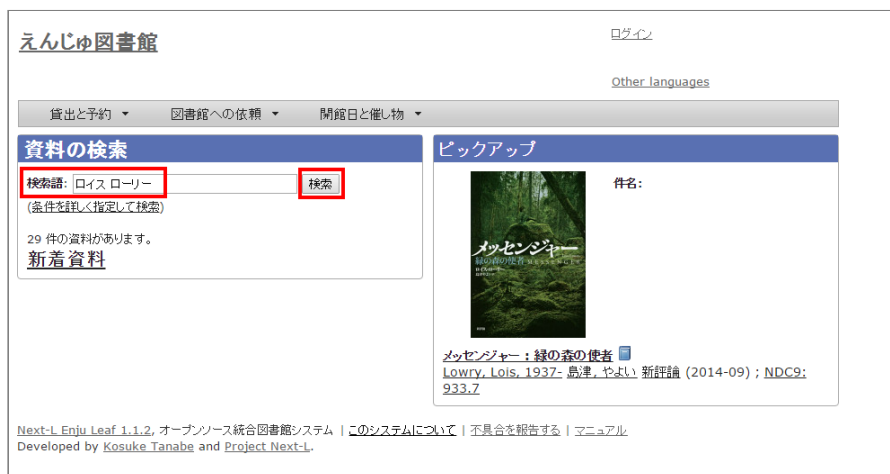 えんじゅ図書館
ログイン
Other languages
貸出と予約 ▼ 図書館への依頼 ▼ 開館日と催し物 ▼
資料の検索
検索語: ロイス ローリー 検索
(条件を詳しく指定して検索)
29 件の資料があります。
新着資料
ピックアップ
件名:
メッセンジャー
緑の森の使者 MESSENGER
メッセンジャー : 緑の森の使者
Lowry, Lois, 1937- 島津, やよい 新評論 (2014-09) ; NDC9:
933.7
Next-L Enju Leaf 1.1.2, オープンソース統合図書館システム | このシステムについて | 不具合を報告する | マニュアル
Developed by Kosuke Tanabe and Project Next-L.